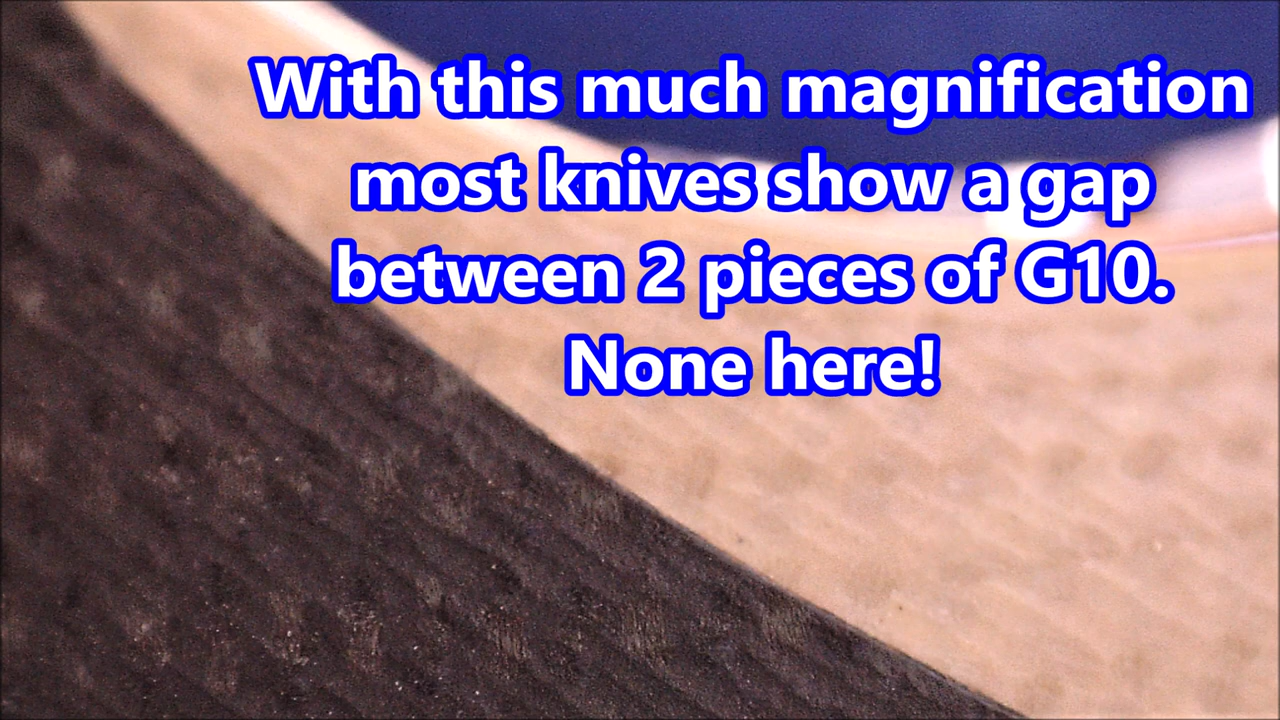 With this much magnification
most knives show a gap
between 2 pieces of G10.
None here!